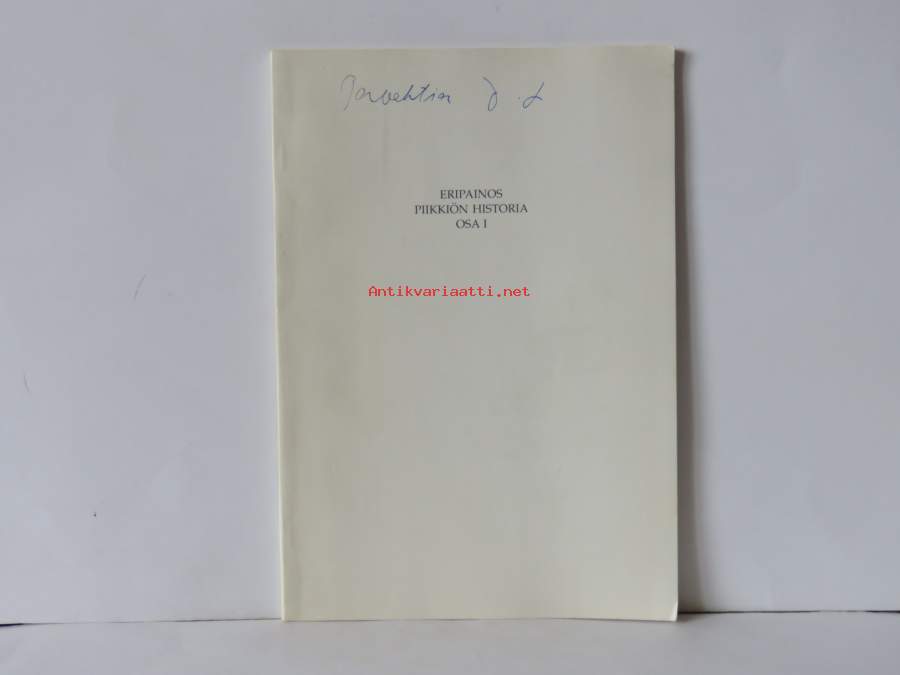 ERIPAINOS
PIIKKIÖN HISTORIA
OSA I
Antikvariaatti.net